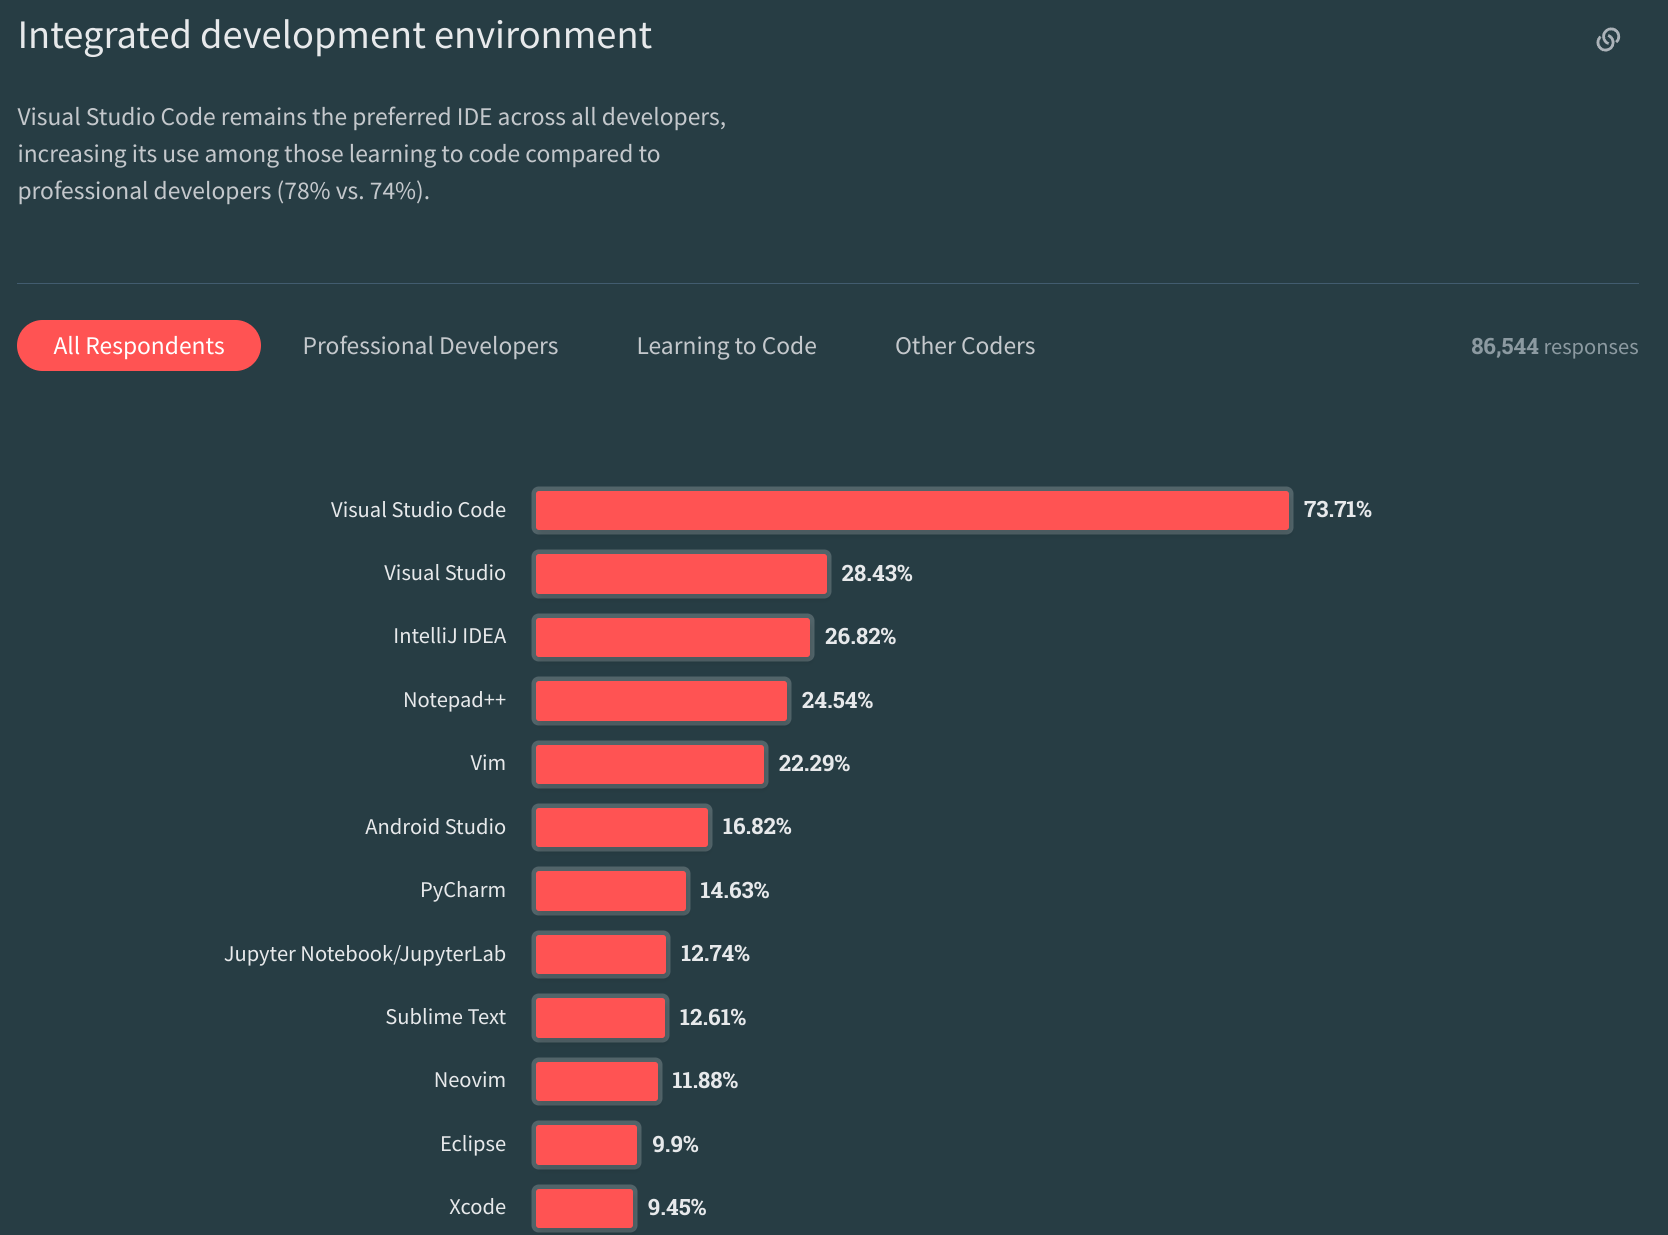 Integrated development environment
Visual Studio Code remains the preferred IDE across all developers,
increasing its use among those learning to code compared to
professional developers (78% vs. 74%).
All Respondents Professional Developers Learning to Code Other Coders 86,544 responses
Visual Studio Code 73.71%
Visual Studio 28.43%
IntelliJ IDEA 26.82%
Notepad++ 24.54%
Vim 22.29%
Android Studio 16.82%
PyCharm 14.63%
Jupyter Notebook/JupyterLab 12.74%
Sublime Text 12.61%
Neovim 11.88%
Eclipse 9.9%
Xcode 9.45%